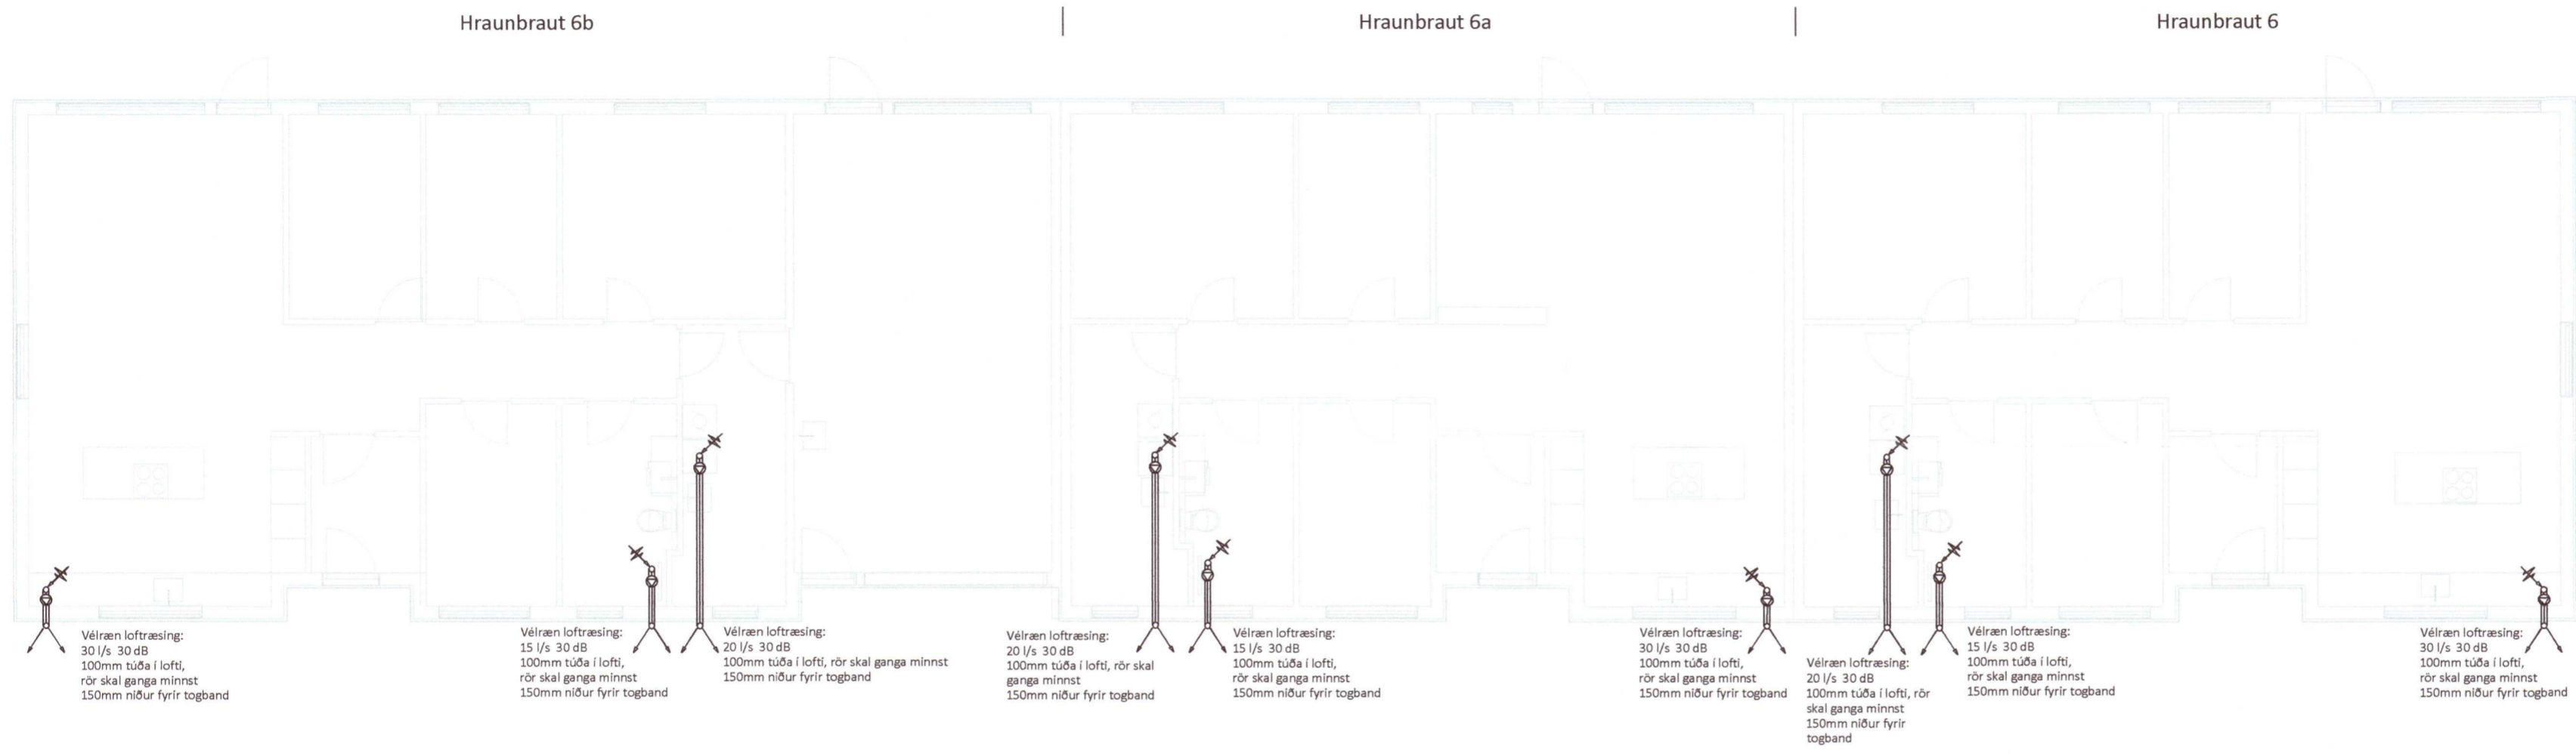 Hraunbraut 6b
Hraunbraut 6a
Hraunbraut 6
Vélræn loftræsing:
30 l/s 30 dB
100mm túða í lofti,
rör skal ganga minnst
150mm niður fyrir togband
Vélræn loftræsing:
15 l/s 30 dB
100mm túða í lofti,
rör skal ganga minnst
150mm niður fyrir togband
Vélræn loftræsing:
20 l/s 30 dB
100mm túða í lofti, rör skal ganga minnst
150mm niður fyrir togband
Vélræn loftræsing:
20 l/s 30 dB
100mm túða í lofti, rör skal
ganga minnst
150mm niður fyrir togband
Vélræn loftræsing:
15 l/s 30 dB
100mm túða í lofti,
rör skal ganga minnst
150mm niður fyrir togband
Vélræn loftræsing:
30 l/s 30 dB
100mm túða í lofti,
rör skal ganga minnst
150mm niður fyrir togband
Vélræn loftræsing:
20 l/s 30 dB
100mm túða í lofti, rör
skal ganga minnst
150mm niður fyrir
togband
Vélræn loftræsing:
15 l/s 30 dB
100mm túða í lofti,
rör skal ganga minnst
150mm niður fyrir togband
Vélræn loftræsing:
30 l/s 30 dB
100mm túða í lofti,
rör skal ganga minnst
150mm niður fyrir togband